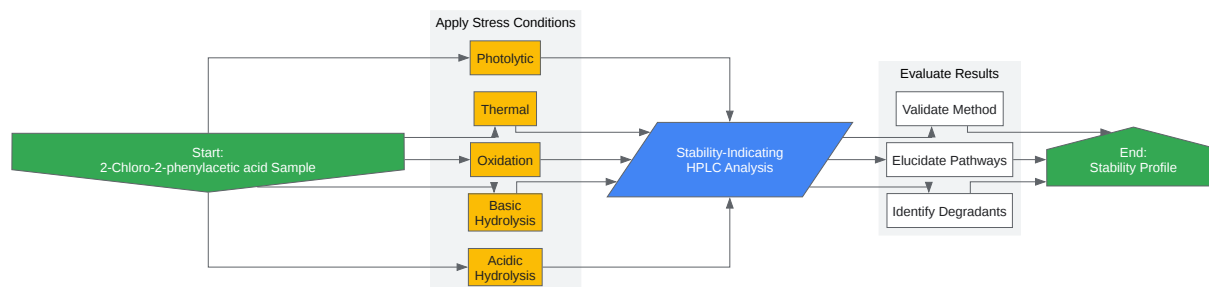 Apply Stress Conditions
Photolytic
Thermal
Oxidation
Basic
Hydrolysis
Acidic
Hydrolysis
Start:
2-Chloro-2-phenylacetic acid Sample
Stability-Indicating
HPLC Analysis
Evaluate Results
Validate Method
Elucidate Pathways
Identify Degradants
End:
Stability Profile